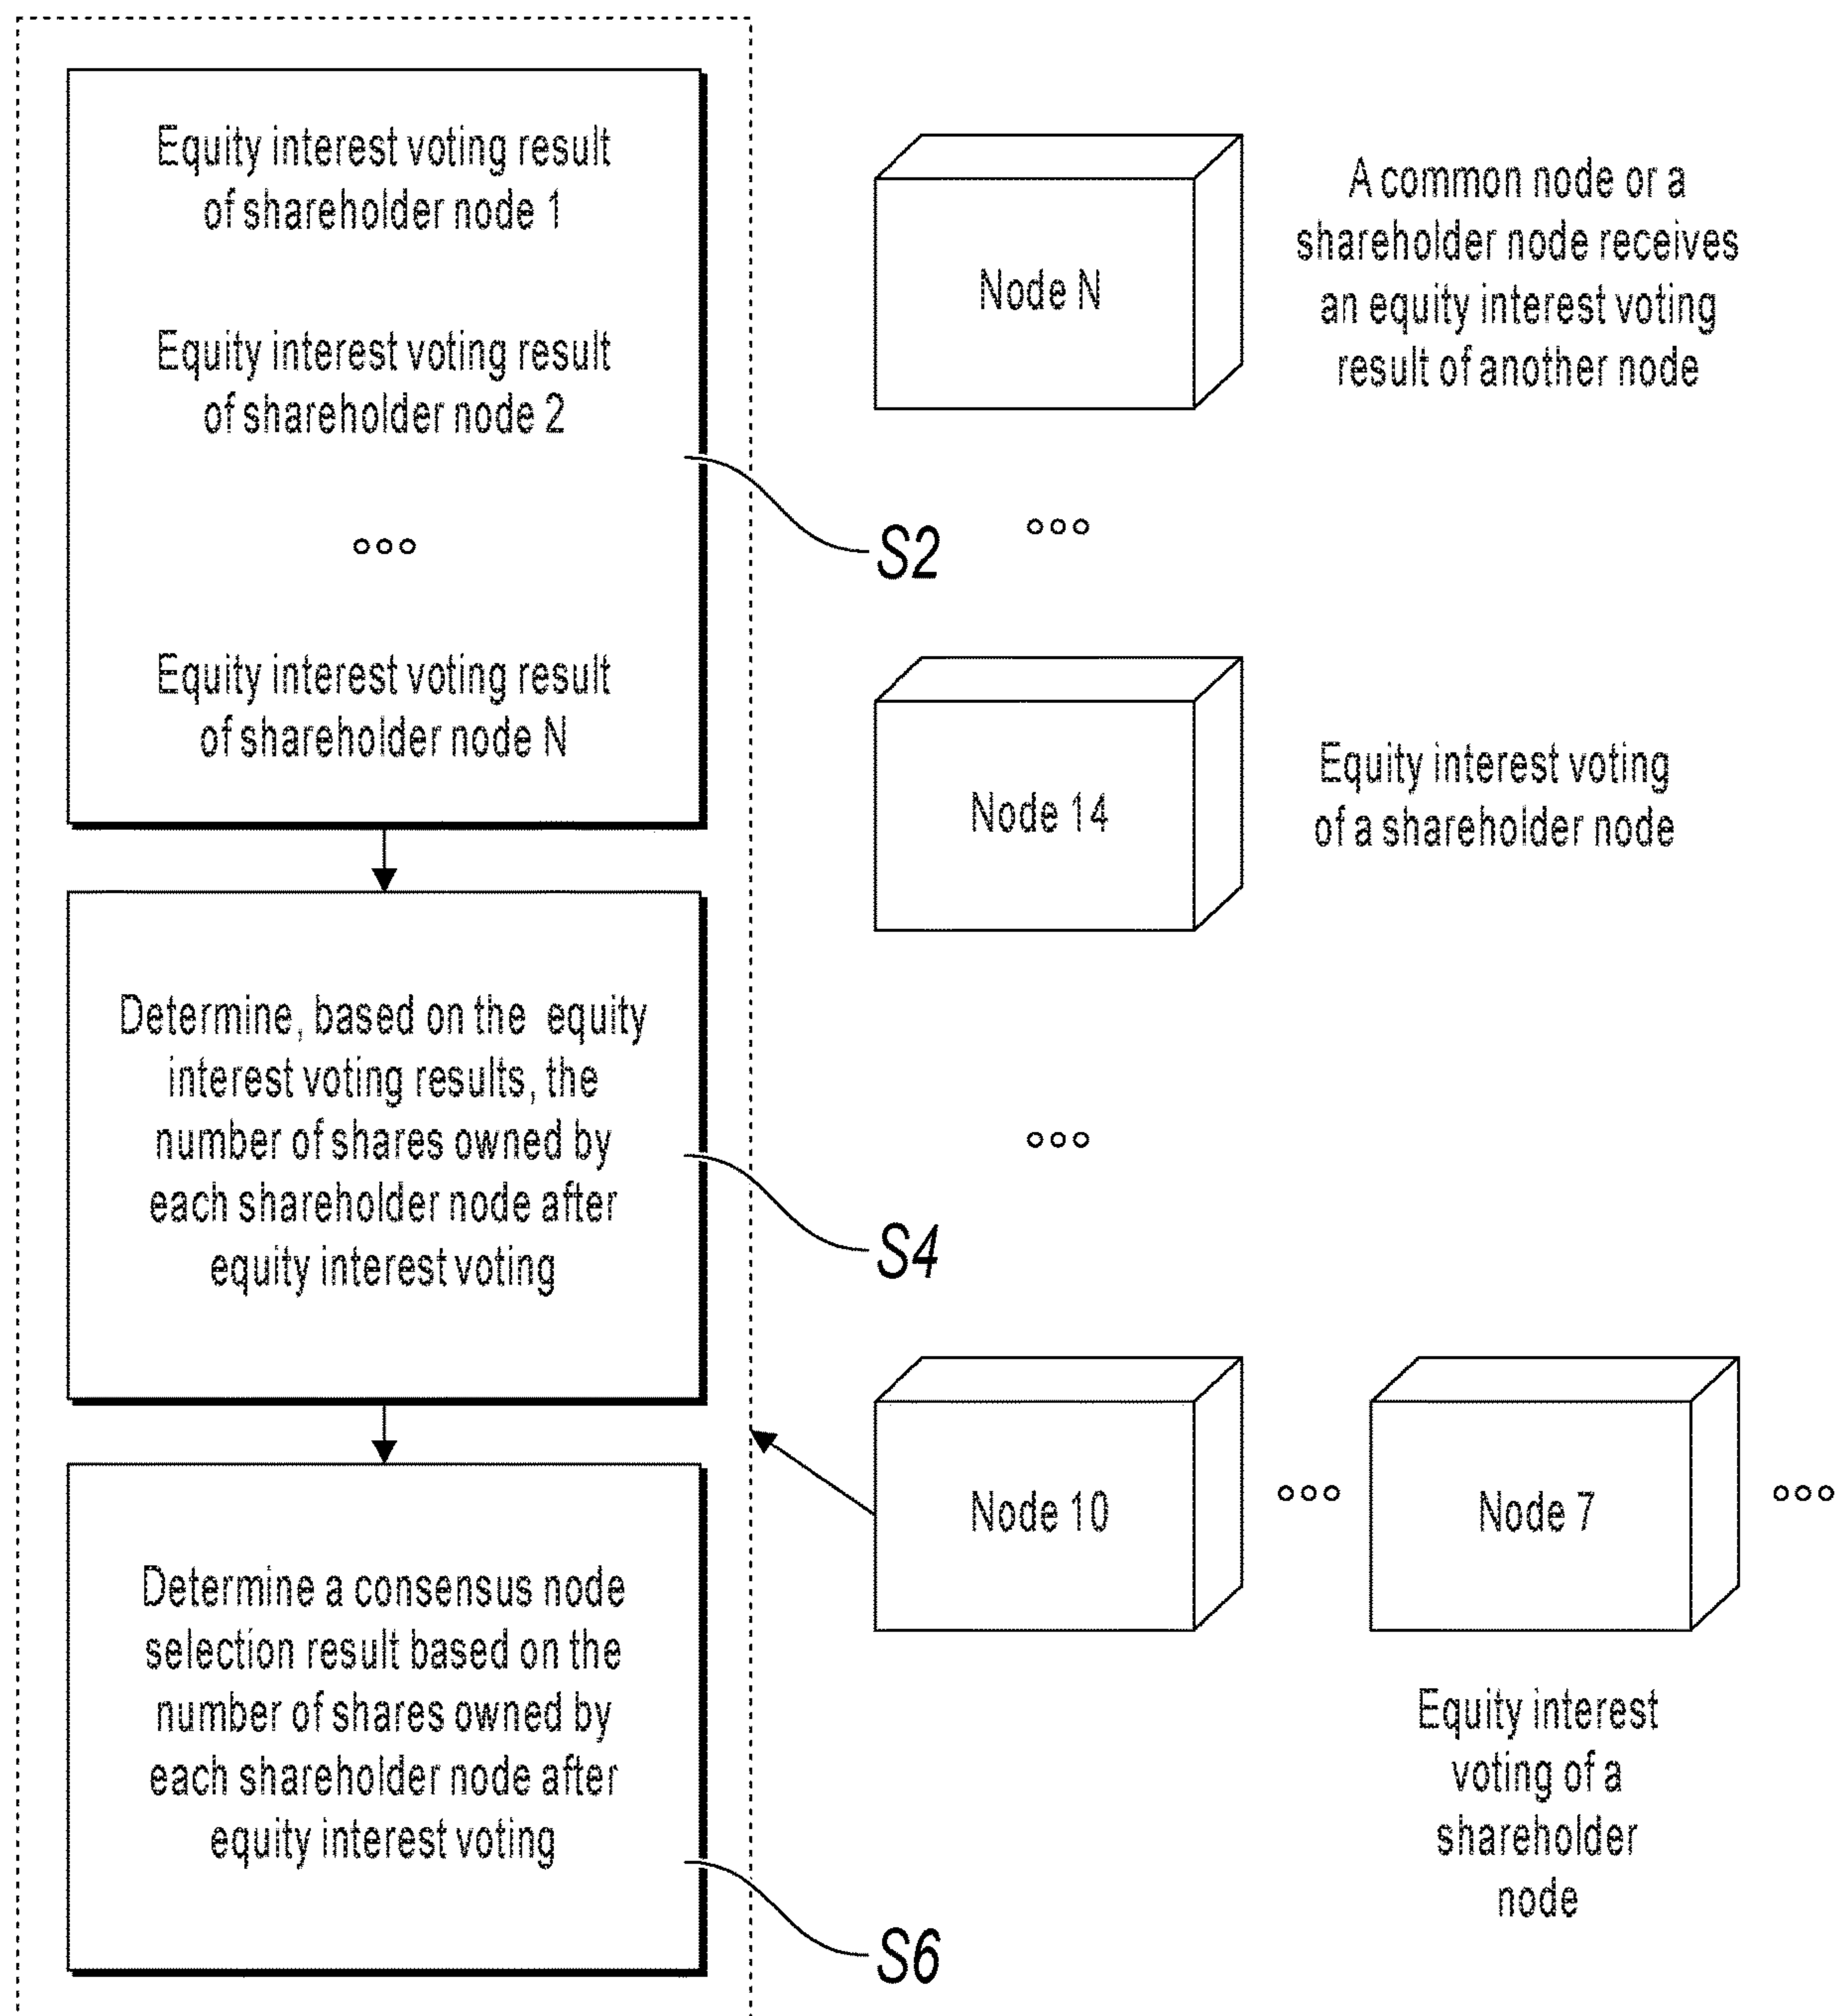 Equity interest voting result
of shareholder node 1
Equity interest voting result
of shareholder node 2
Equity interest voting result
of shareholder node N
S2
Determine, based on the equity
interest voting results, the
number of shares owned by
each shareholder node after
equity interest voting
S4
Determine a consensus node
selection result based on the
number of shares owned by
each shareholder node after
equity interest voting
S6
Node N
A common node or a
shareholder node receives
an equity interest voting
result of another node
Node 14
Equity interest voting
of a shareholder node
Node 10
Node 7
Equity interest
voting of a
shareholder
node